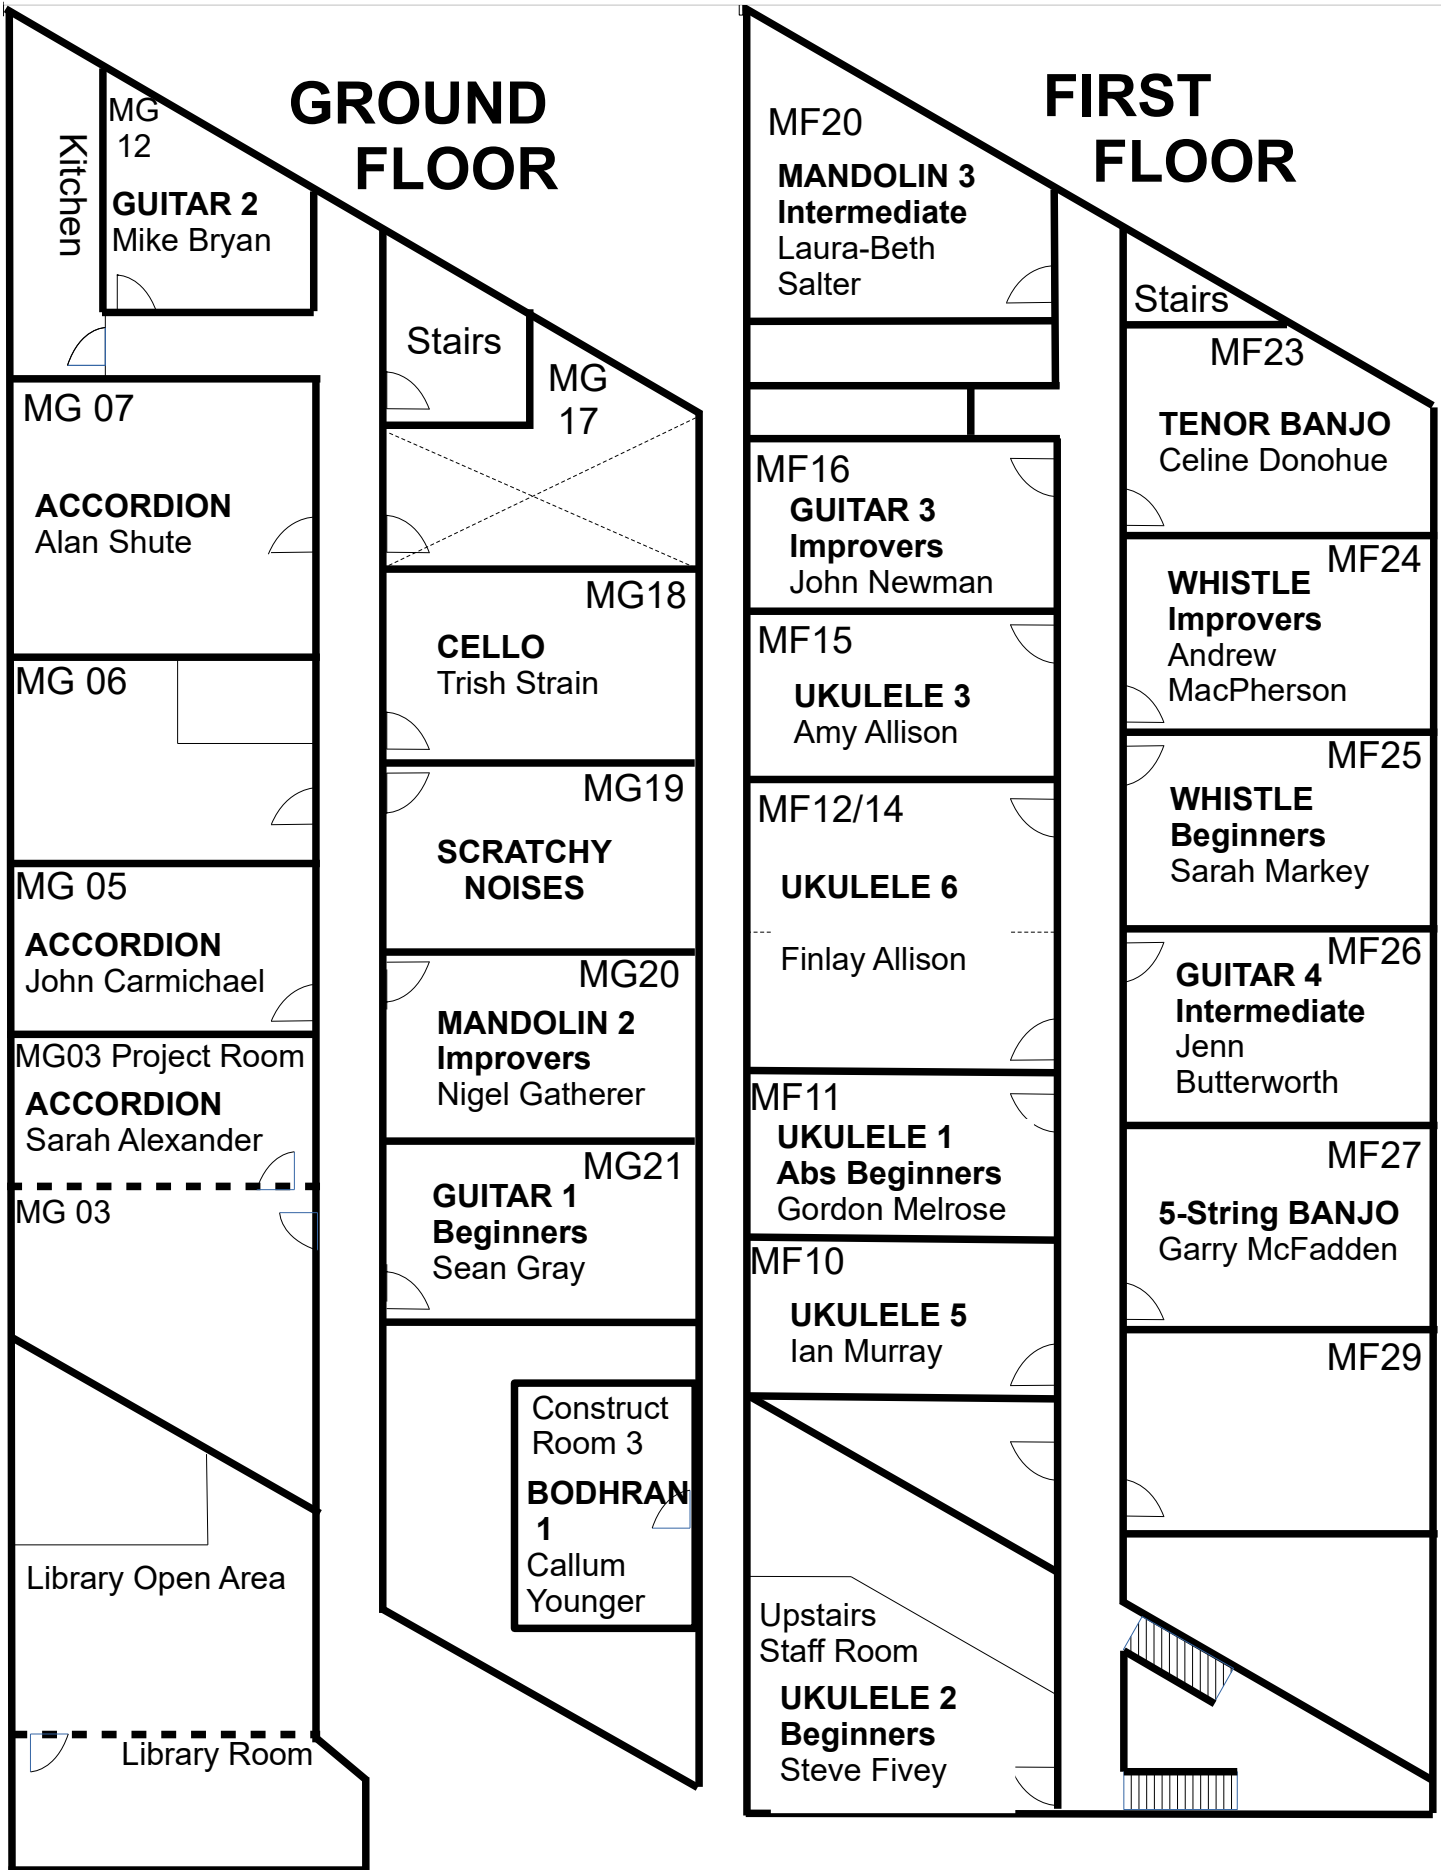 GROUND
FLOOR
MG
12
Kitchen
GUITAR 2
Mike Bryan
Stairs
MG
17
MG 07
ACCORDION
Alan Shute
MG18
CELLO
Trish Strain
MG 06
MG19
SCRATCHY
NOISES
MG 05
ACCORDION
John Carmichael
MG20
MANDOLIN 2
Improvers
Nigel Gatherer
MG03 Project Room
ACCORDION
Sarah Alexander
MG21
GUITAR 1
Beginners
Sean Gray
MG 03
Construct
Room 3
BODHRAN
1
Callum
Younger
Library Open Area
Library Room
FIRST
FLOOR
MF20
MANDOLIN 3
Intermediate
Laura-Beth
Salter
Stairs
MF23
TENOR BANJO
Celine Donohue
MF16
GUITAR 3
Improvers
John Newman
MF24
WHISTLE
Improvers
Andrew
MacPherson
MF15
UKULELE 3
Amy Allison
MF25
WHISTLE
Beginners
Sarah Markey
MF12/14
UKULELE 6
Finlay Allison
MF26
GUITAR 4
Intermediate
Jenn
Butterworth
MF11
UKULELE 1
Abs Beginners
Gordon Melrose
MF27
5-String BANJO
Garry McFadden
MF10
UKULELE 5
Ian Murray
MF29
Upstairs
Staff Room
UKULELE 2
Beginners
Steve Fivey